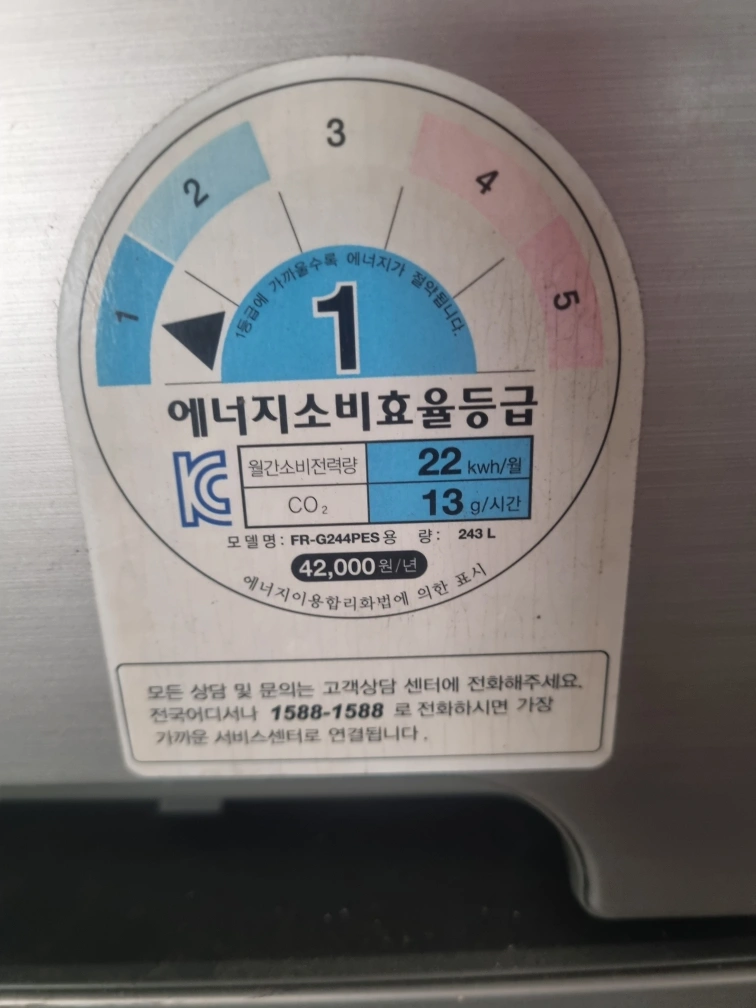 1
2
3
4
5
1등급에 가까울수록 에너지가 절약됩니다.
1
에너지소비효율등급
KC
월간소비전력량 22 kwh/월
CO₂ 13 g/시간
모델명: FR-G244PES 용 량: 243 L
42,000원/년
에너지이용합리화법에 의한 표시
모든 상담 및 문의는 고객상담 센터에 전화해주세요.
전국어디서나 1588-1588 로 전화하시면 가장
가까운 서비스센터로 연결됩니다.